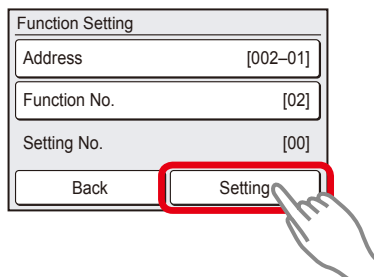 Function Setting
Address [002–01]
Function No. [02]
Setting No. [00]
Back Setting